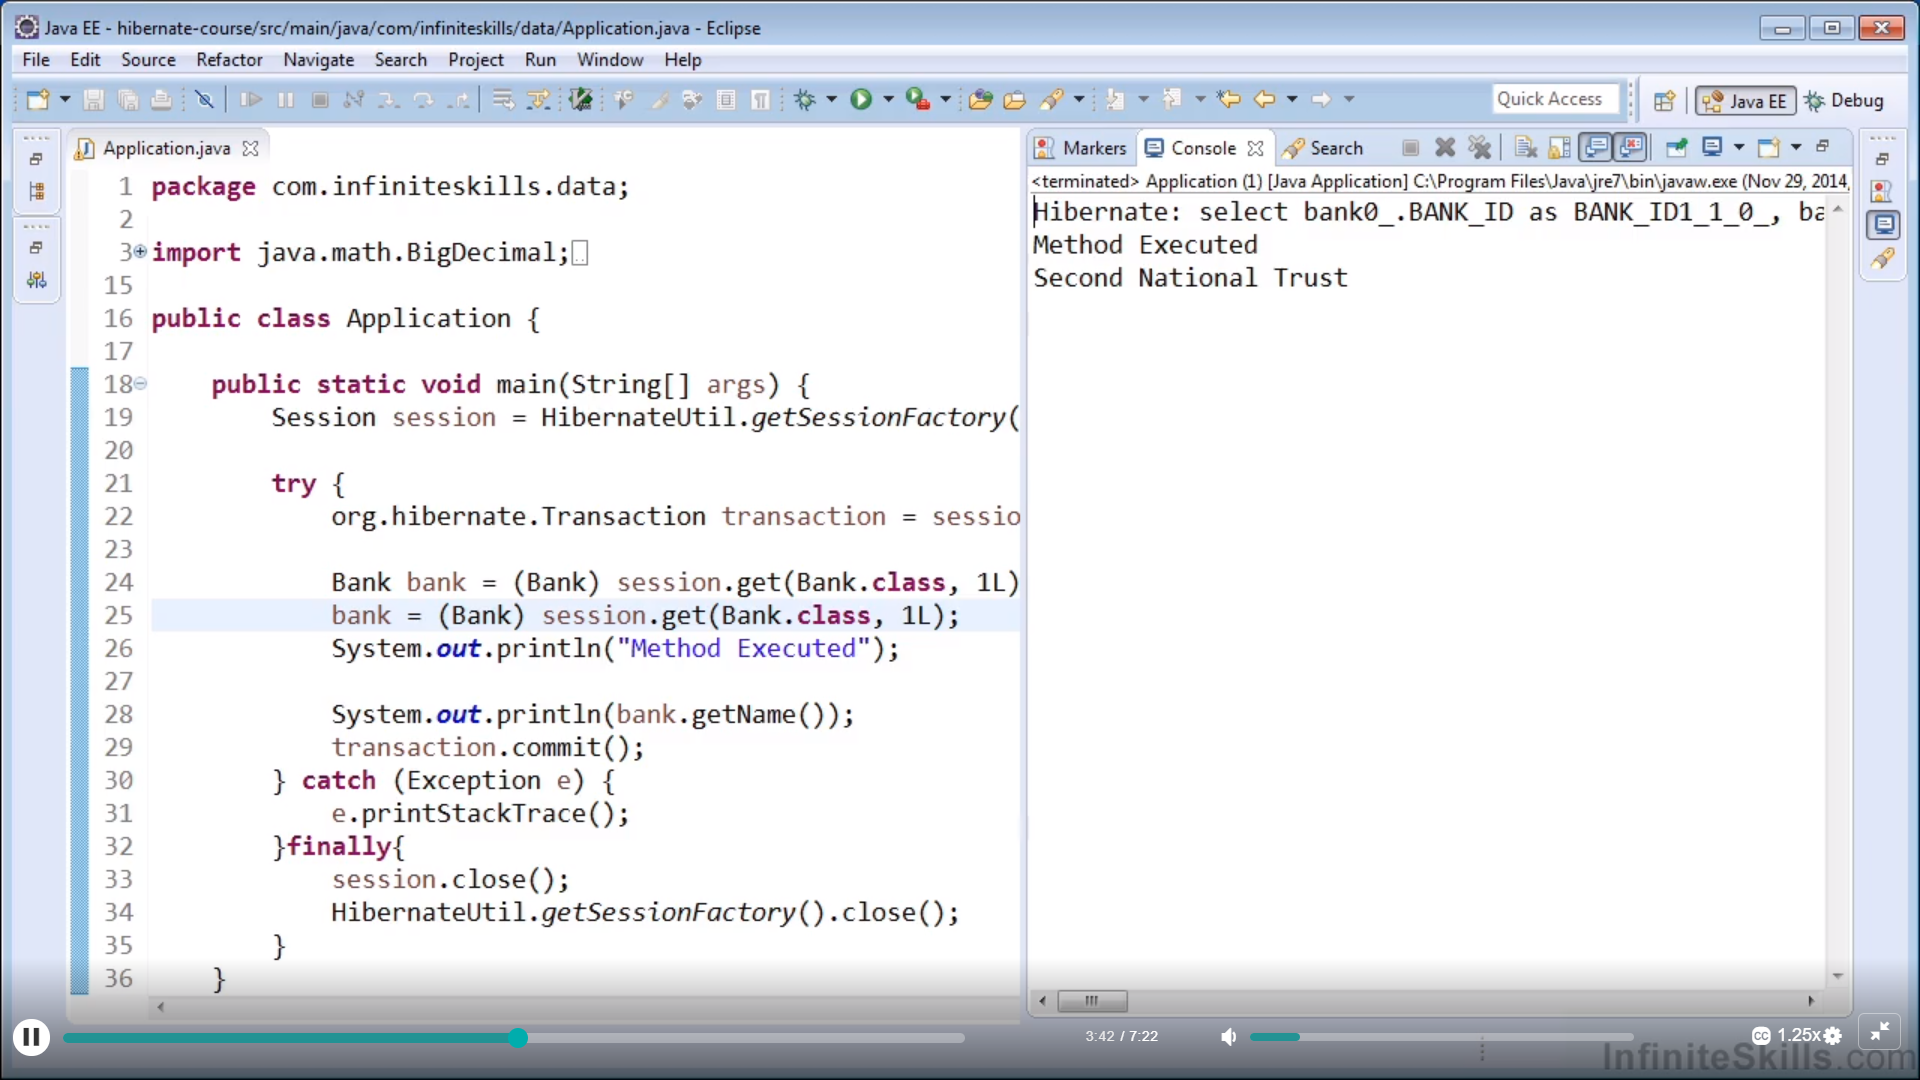 Java EE - hibernate-course/src/main/java/com/infiniteskills/data/Application.java - Eclipse
File Edit Source Refactor Navigate Search Project Run Window Help
Quick Access
Java EE
Debug
Application.java
1 package com.infiniteskills.data;
2
3 import java.math.BigDecimal;
15
16 public class Application {
17
18 public static void main(String[] args) {
19 Session session = HibernateUtil.getSessionFactory(
20
21 try {
22 org.hibernate.Transaction transaction = sessio
23
24 Bank bank = (Bank) session.get(Bank.class, 1L)
25 bank = (Bank) session.get(Bank.class, 1L);
26 System.out.println("Method Executed");
27
28 System.out.println(bank.getName());
29 transaction.commit();
30 } catch (Exception e) {
31 e.printStackTrace();
32 }finally{
33 session.close();
34 HibernateUtil.getSessionFactory().close();
35 }
36 }
Markers Console Search
<terminated> Application (1) [Java Application] C:\Program Files\Java\jre7\bin\javaw.exe (Nov 29, 2014,
Hibernate: select bank0_.BANK_ID as BANK_ID1_1_0_, ba
Method Executed
Second National Trust
3:42 / 7:22
CC 1.25x
InfiniteSkills.com